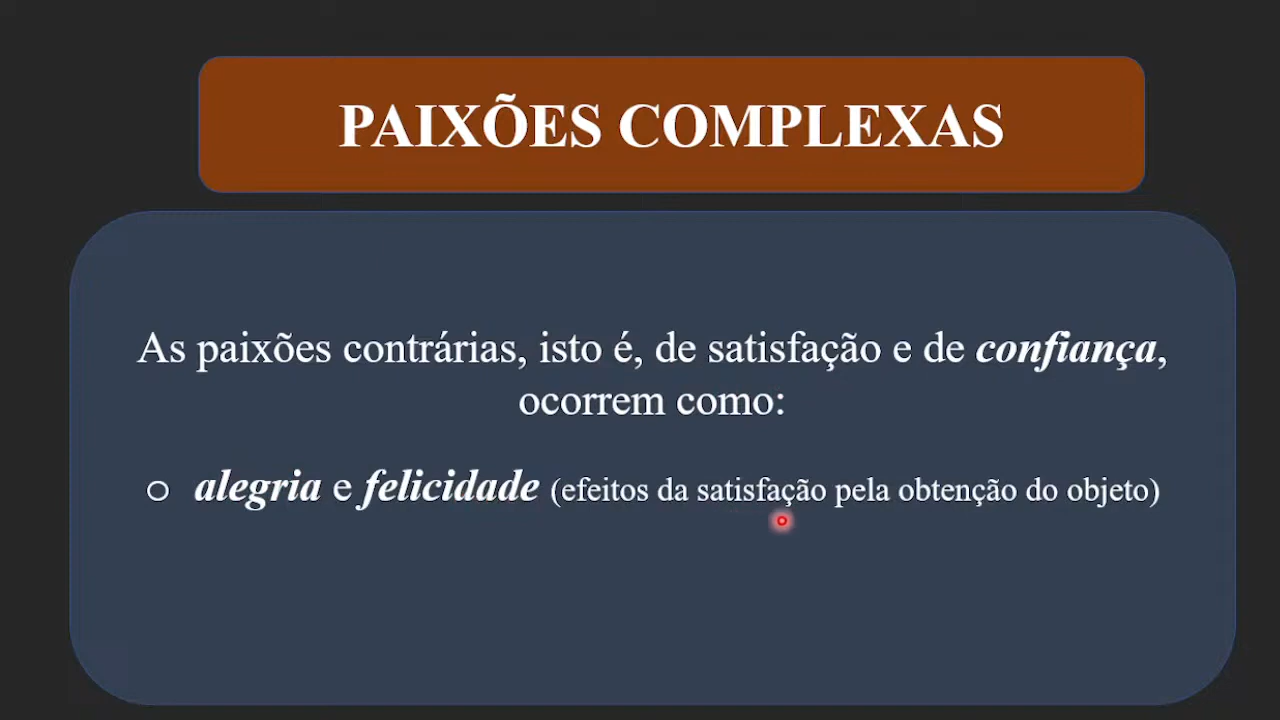 PAIXÕES COMPLEXAS
As paixões contrárias, isto é, de satisfação e de confiança,
ocorrem como:
o alegria e felicidade (efeitos da satisfação pela obtenção do objeto)